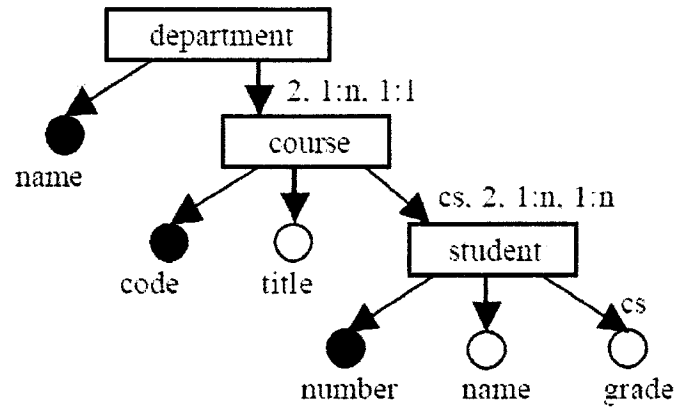 department
2, 1:n, 1:1
name
course
cs, 2, 1:n, 1:n
code
title
student
cs
number
name
grade